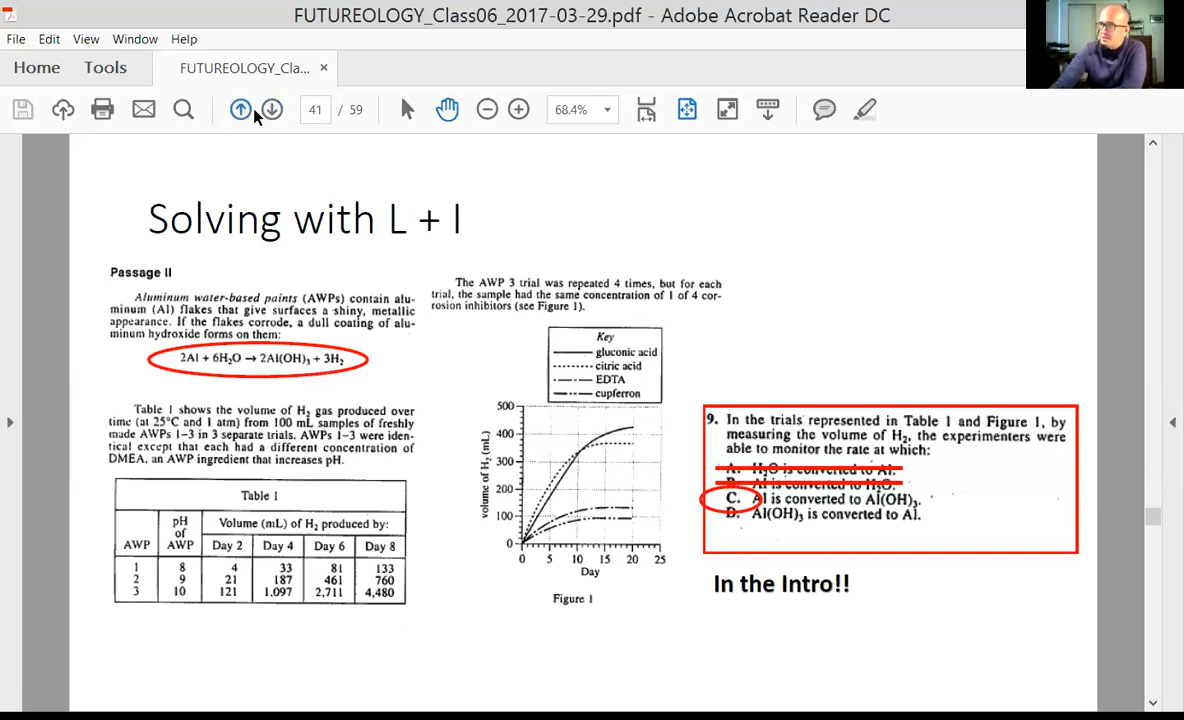 FUTUREOLOGY_Class06_2017-03-29.pdf - Adobe Acrobat Reader DC
File Edit View Window Help
Home Tools FUTUREOLOGY_Cla... ×
41 / 59 68.4%
Solving with L + I
Passage II
Aluminum water-based paints (AWPs) contain alu-
minum (Al) flakes that give surfaces a shiny, metallic
appearance. If the flakes corrode, a dull coating of alu-
minum hydroxide forms on them:
2Al + 6H₂O → 2Al(OH)₃ + 3H₂
Table 1 shows the volume of H₂ gas produced over
time (at 25°C and 1 atm) from 100 mL samples of freshly
made AWPs 1–3 in 3 separate trials. AWPs 1–3 were iden-
tical except that each had a different concentration of
DMEA, an AWP ingredient that increases pH.
Table 1
AWP pH of AWP Volume (mL) of H₂ produced by:
Day 2 Day 4 Day 6 Day 8
1 8 4 33 81 133
2 9 21 187 461 760
3 10 121 1,097 2,711 4,480
The AWP 3 trial was repeated 4 times, but for each
trial, the sample had the same concentration of 1 of 4 cor-
rosion inhibitors (see Figure 1).
Key
gluconic acid
citric acid
EDTA
cupferron
volume of H₂ (mL)
500
400
300
200
100
0
0 5 10 15 20 25
Day
Figure 1
9. In the trials represented in Table 1 and Figure 1, by
measuring the volume of H₂, the experimenters were
able to monitor the rate at which:
A. H₂O is converted to Al.
B. Al is converted to H₂O.
C. Al is converted to Al(OH)₃.
D. Al(OH)₃ is converted to Al.
In the Intro!!